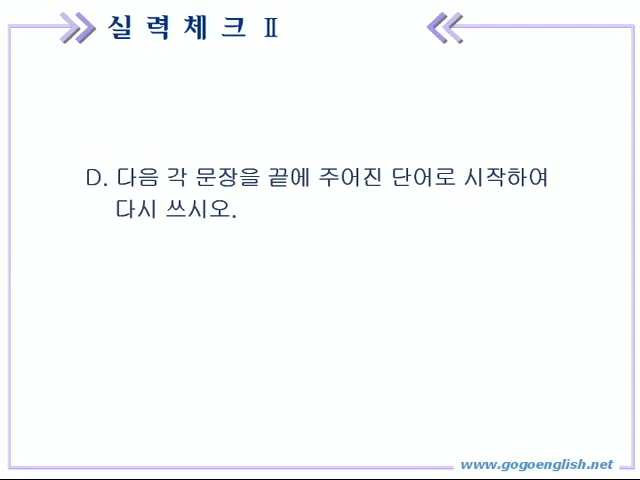 실 력 체 크 Ⅱ
D. 다음 각 문장을 끝에 주어진 단어로 시작하여
다시 쓰시오.
www.gogoenglish.net